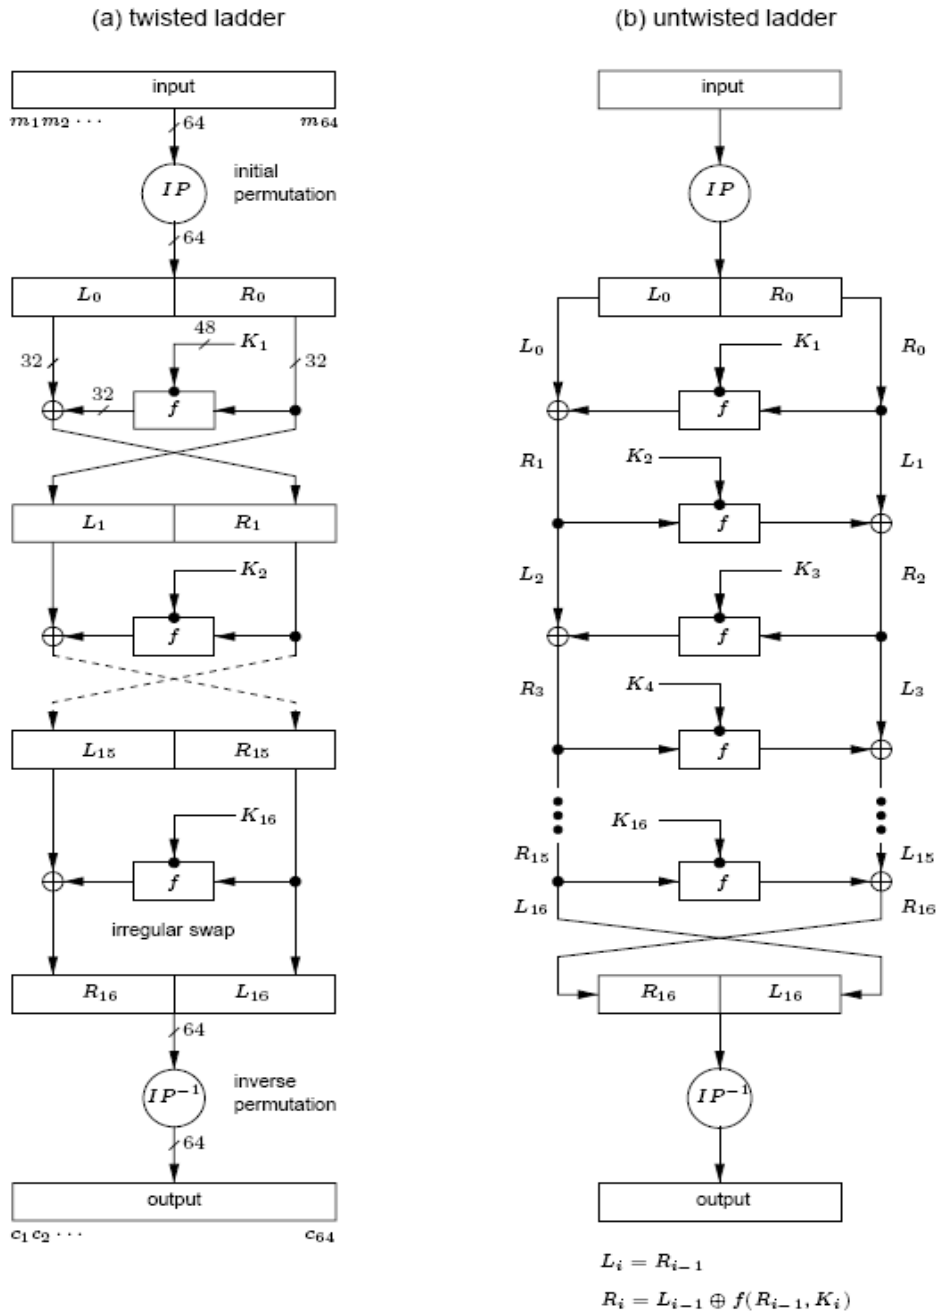 (a) twisted ladder
input
m₁m₂ ⋯ m₆₄
64
IP
initial
permutation
64
L₀ R₀
48
K₁
32 32
32
f
L₁ R₁
K₂
f
L₁₅ R₁₅
K₁₆
f
irregular swap
R₁₆ L₁₆
64
IP⁻¹
inverse
permutation
64
output
c₁c₂ ⋯ c₆₄
(b) untwisted ladder
input
IP
L₀ R₀
L₀ K₁ R₀
f
R₁ K₂ L₁
f
L₂ K₃ R₂
f
R₃ K₄ L₃
f
K₁₆
R₁₅ L₁₅
f
L₁₆ R₁₆
R₁₆ L₁₆
IP⁻¹
output
Lᵢ = Rᵢ₋₁
Rᵢ = Lᵢ₋₁ ⊕ f(Rᵢ₋₁, Kᵢ)